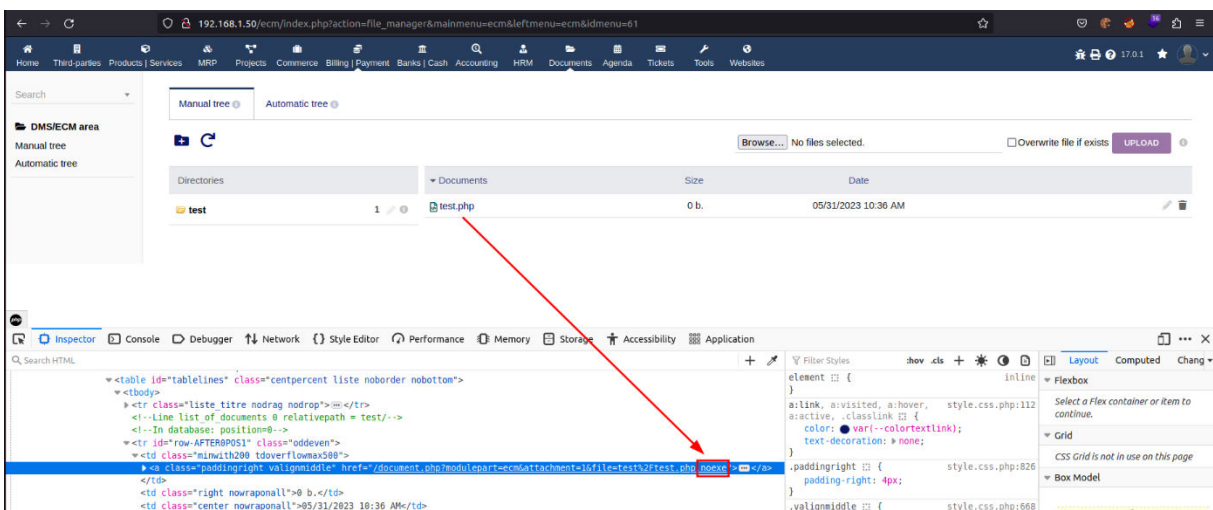 192.168.1.50/ecm/index.php?action=file_manager&mainmenu=ecm&leftmenu=ecm&idmenu=61
Home Third-parties Products | Services MRP Projects Commerce Billing | Payment Banks | Cash Accounting HRM Documents Agenda Tickets Tools Websites 17.0.1
Search
Manual tree Automatic tree
DMS/ECM area
Manual tree
Automatic tree
Browse... No files selected. Overwrite file if exists UPLOAD
Directories Documents Size Date
test 1 test.php 0 b. 05/31/2023 10:36 AM
php
Inspector Console Debugger Network Style Editor Performance Memory Storage Accessibility Application
Search HTML
<table id="tablelines" class="centpercent liste noborder nobottom">
<tbody>
<tr class="liste_titre nodrag nodrop"></tr>
<!--Line list_of_documents 0 relativepath = test/-->
<!--In database: position=0-->
<tr id="row-AFTER0POS1" class="oddeven">
<td class="minwith200 tdoverflowmax500">
<a class="paddingright valignmiddle" href="/document.php?modulepart=ecm&attachment=1&file=test%2Ftest.php.noexe"></a>
</td>
<td class="right nowraponall">0 b.</td>
<td class="center nowraponall">05/31/2023 10:36 AM</td>
Filter Styles :hov .cls +
element { inline
}
a:link, a:visited, a:hover, style.css.php:112
a:active, .classlink {
color: var(--colortextlink);
text-decoration: none;
}
.paddingright { style.css.php:826
padding-right: 4px;
}
.valignmiddle { style.css.php:668
Layout Computed Chang
Flexbox
Select a Flex container or item to
continue.
Grid
CSS Grid is not in use on this page
Box Model